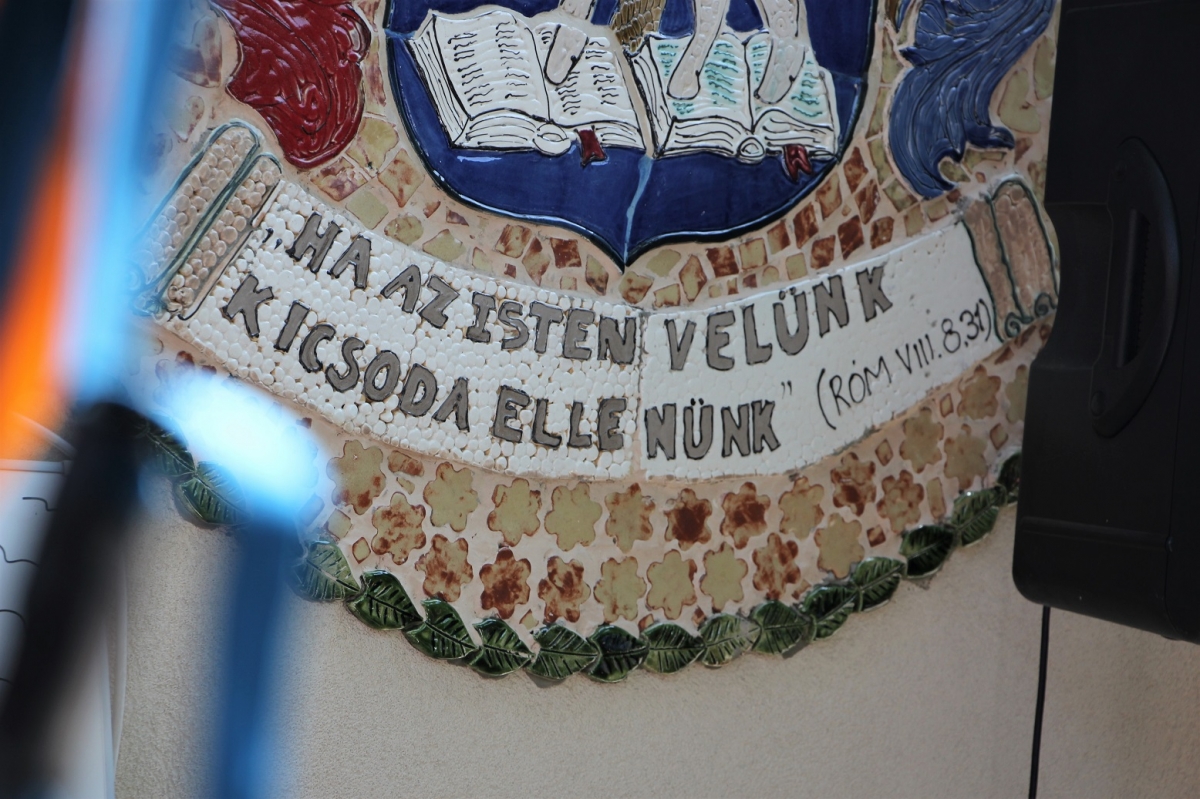 „HA AZ ISTEN VELÜNK
KICSODA ELLENÜNK” (RÓM VIII. 8.31)